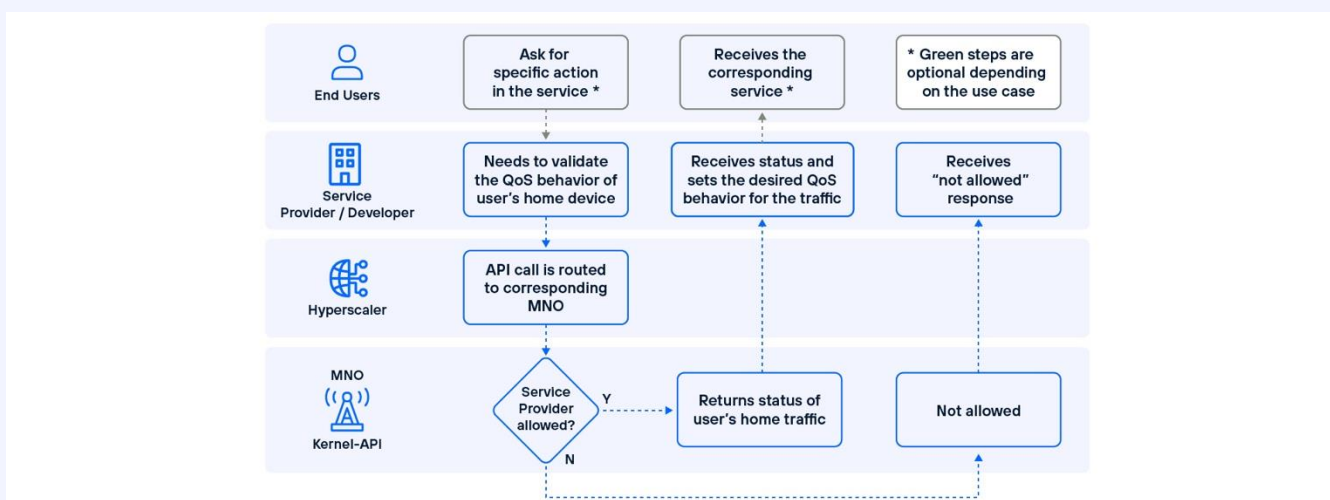 End Users
Ask for
specific action
in the service *
Receives the
corresponding
service *
* Green steps are
optional depending
on the use case
Service
Provider / Developer
Needs to validate
the QoS behavior of
user's home device
Receives status and
sets the desired QoS
behavior for the traffic
Receives
“not allowed”
response
Hyperscaler
API call is routed
to corresponding
MNO
MNO
Kernel-API
Service
Provider
allowed?
Y
N
Returns status of
user's home traffic
Not allowed